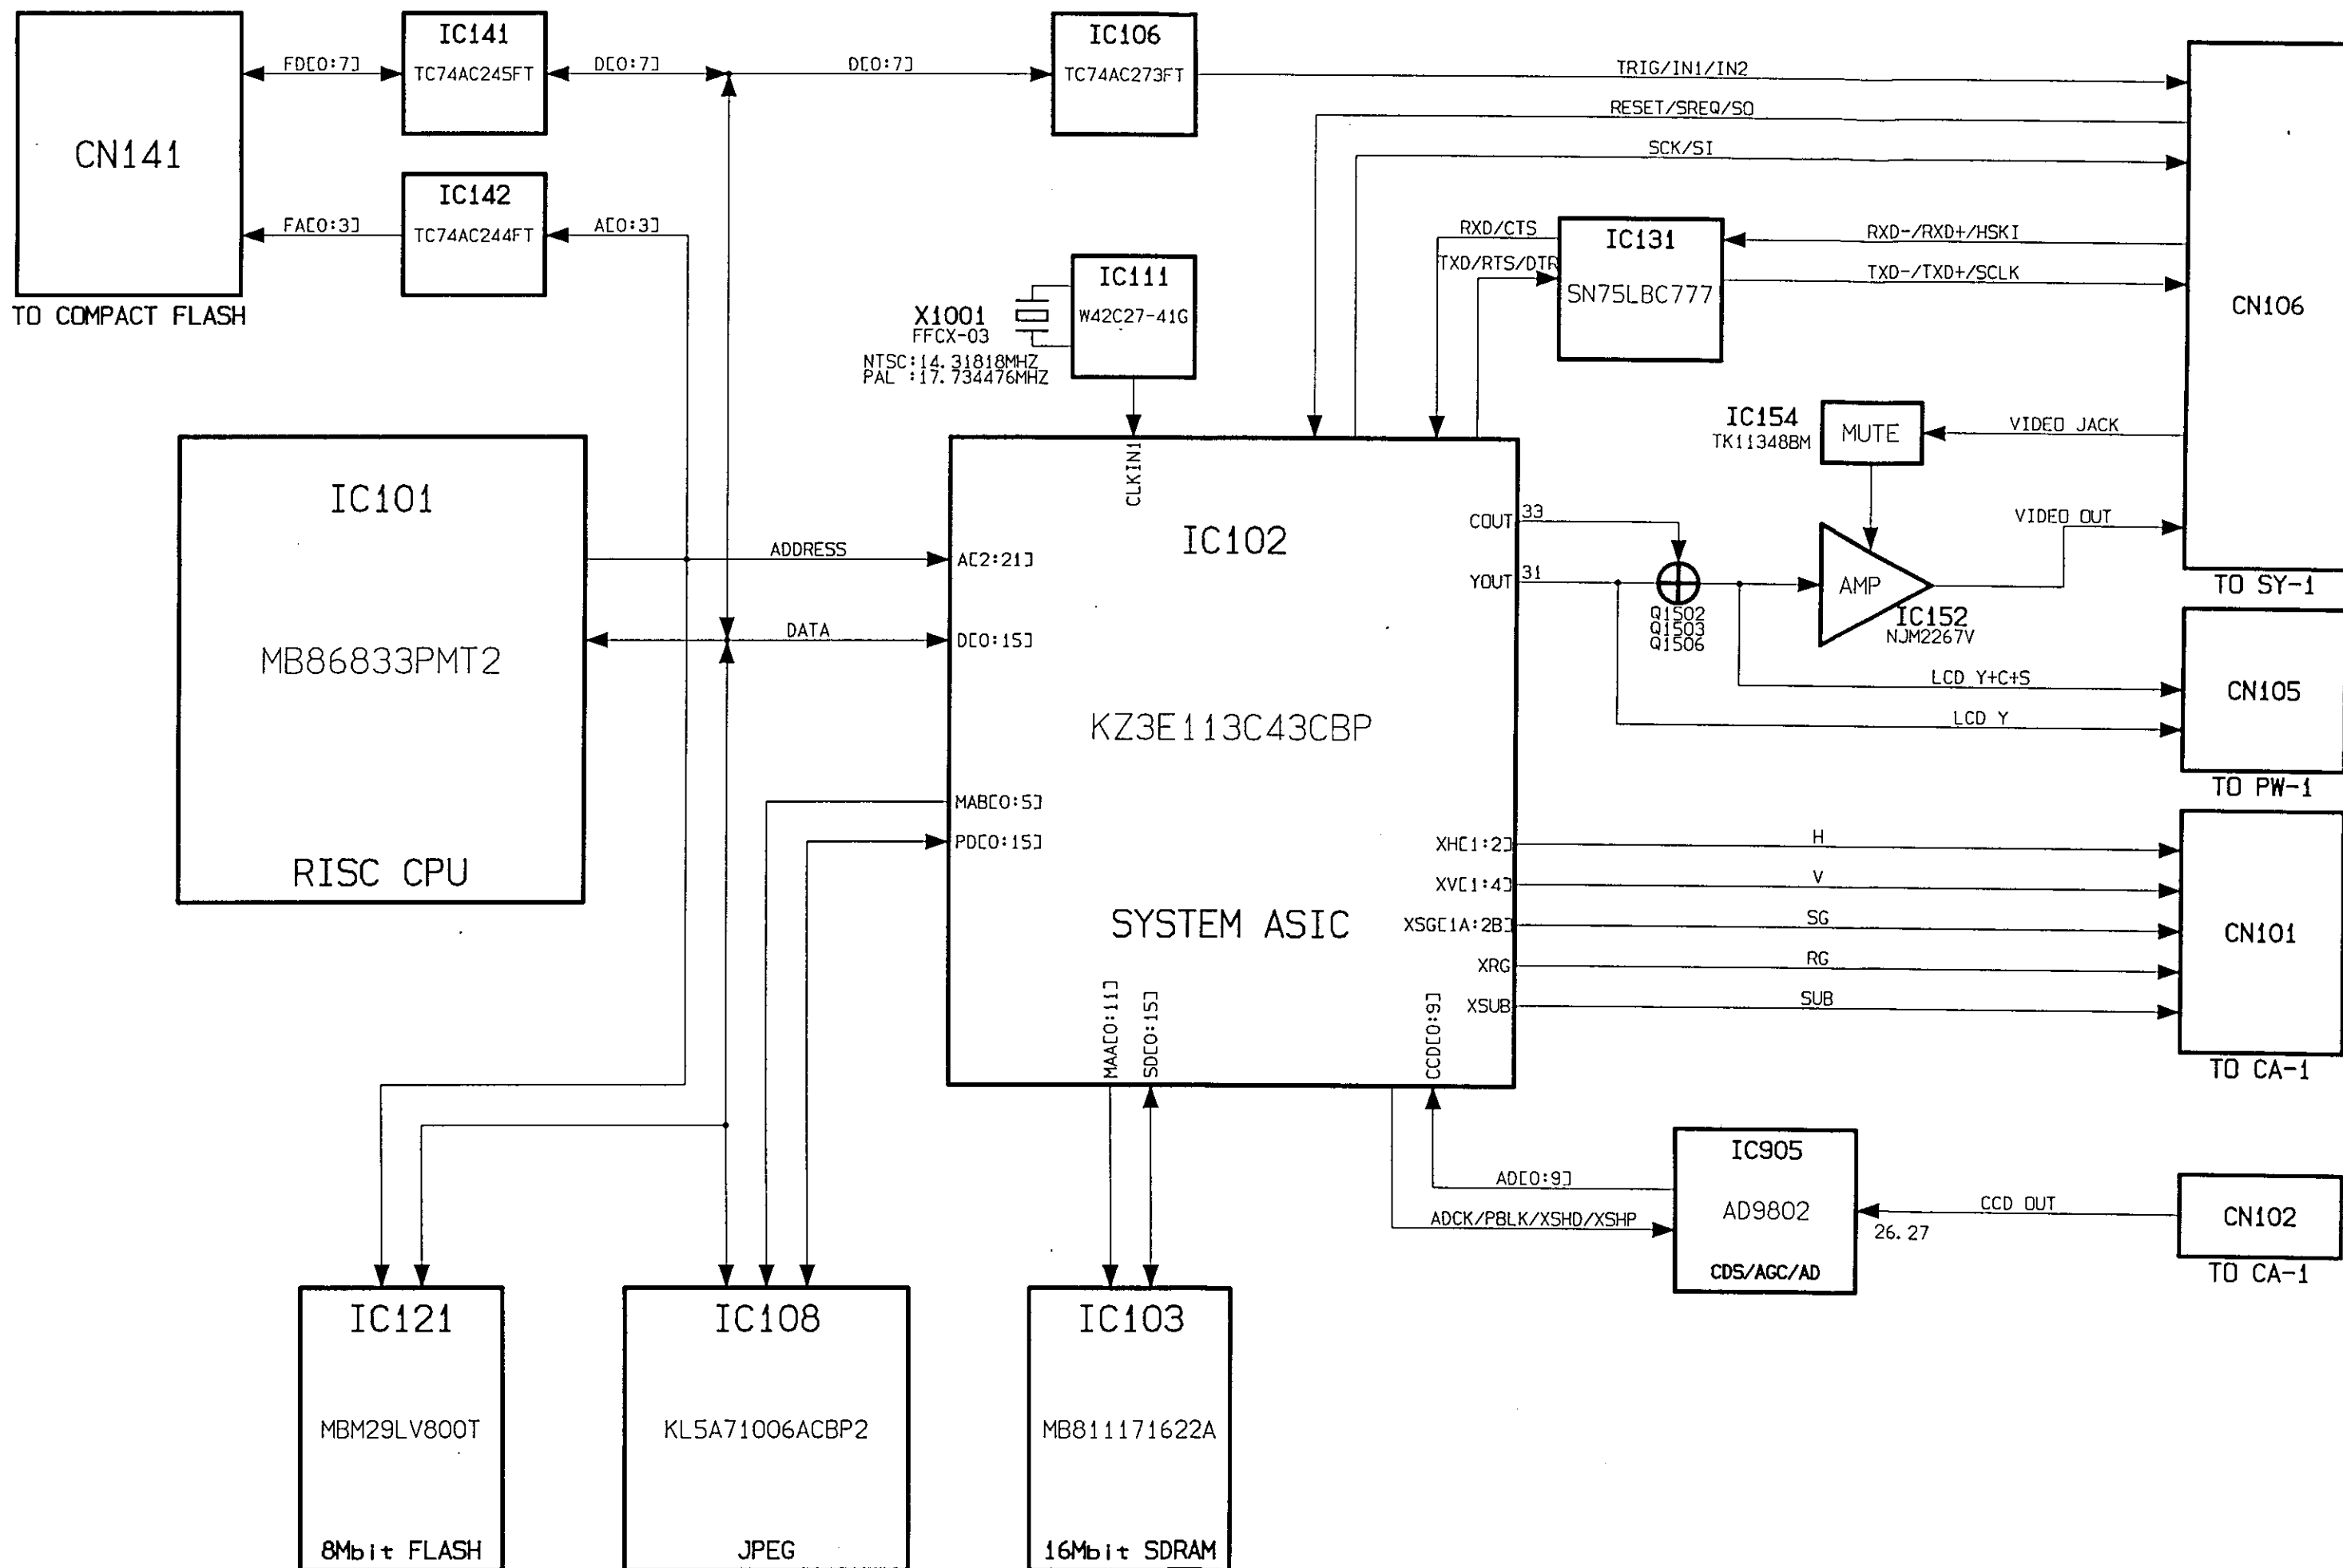 CN141
TO COMPACT FLASH
FD[0:7]
FA[0:3]
IC141
TC74AC245FT
IC142
TC74AC244FT
D[0:7]
A[0:3]
D[0:7]
IC106
TC74AC273FT
TRIG/IN1/IN2
RESET/SREQ/SO
SCK/SI
RXD/CTS
TXD/RTS/DTR
IC131
SN75LBC777
RXD-/RXD+/HSKI
TXD-/TXD+/SCLK
CN106
TO SY-1
X1001
FFCX-03
NTSC:14.31818MHZ
PAL :17.734476MHZ
IC111
W42C27-41G
IC154
TK11348BM
MUTE
VIDEO JACK
VIDEO OUT
IC101
MB86833PMT2
RISC CPU
ADDRESS
DATA
CLKIN1
A[2:21]
D[0:15]
MAB[0:5]
PD[0:15]
IC102
KZ3E113C43CBP
SYSTEM ASIC
COUT
33
YOUT
31
XH[1:2]
XV[1:4]
XSG[1A:2B]
XRG
XSUB
MAA[0:11]
SD[0:15]
CCD[0:9]
Q1502
Q1503
Q1506
AMP
IC152
NJM2267V
LCD Y+C+S
LCD Y
CN105
TO PW-1
H
V
SG
RG
SUB
CN101
TO CA-1
AD[0:9]
ADCK/PBLK/XSHD/XSHP
IC905
AD9802
CDS/AGC/AD
CCD OUT
26.27
CN102
TO CA-1
IC121
MBM29LV800T
8Mbit FLASH
IC108
KL5A71006ACBP2
JPEG
IC103
MB811171622A
16Mbit SDRAM